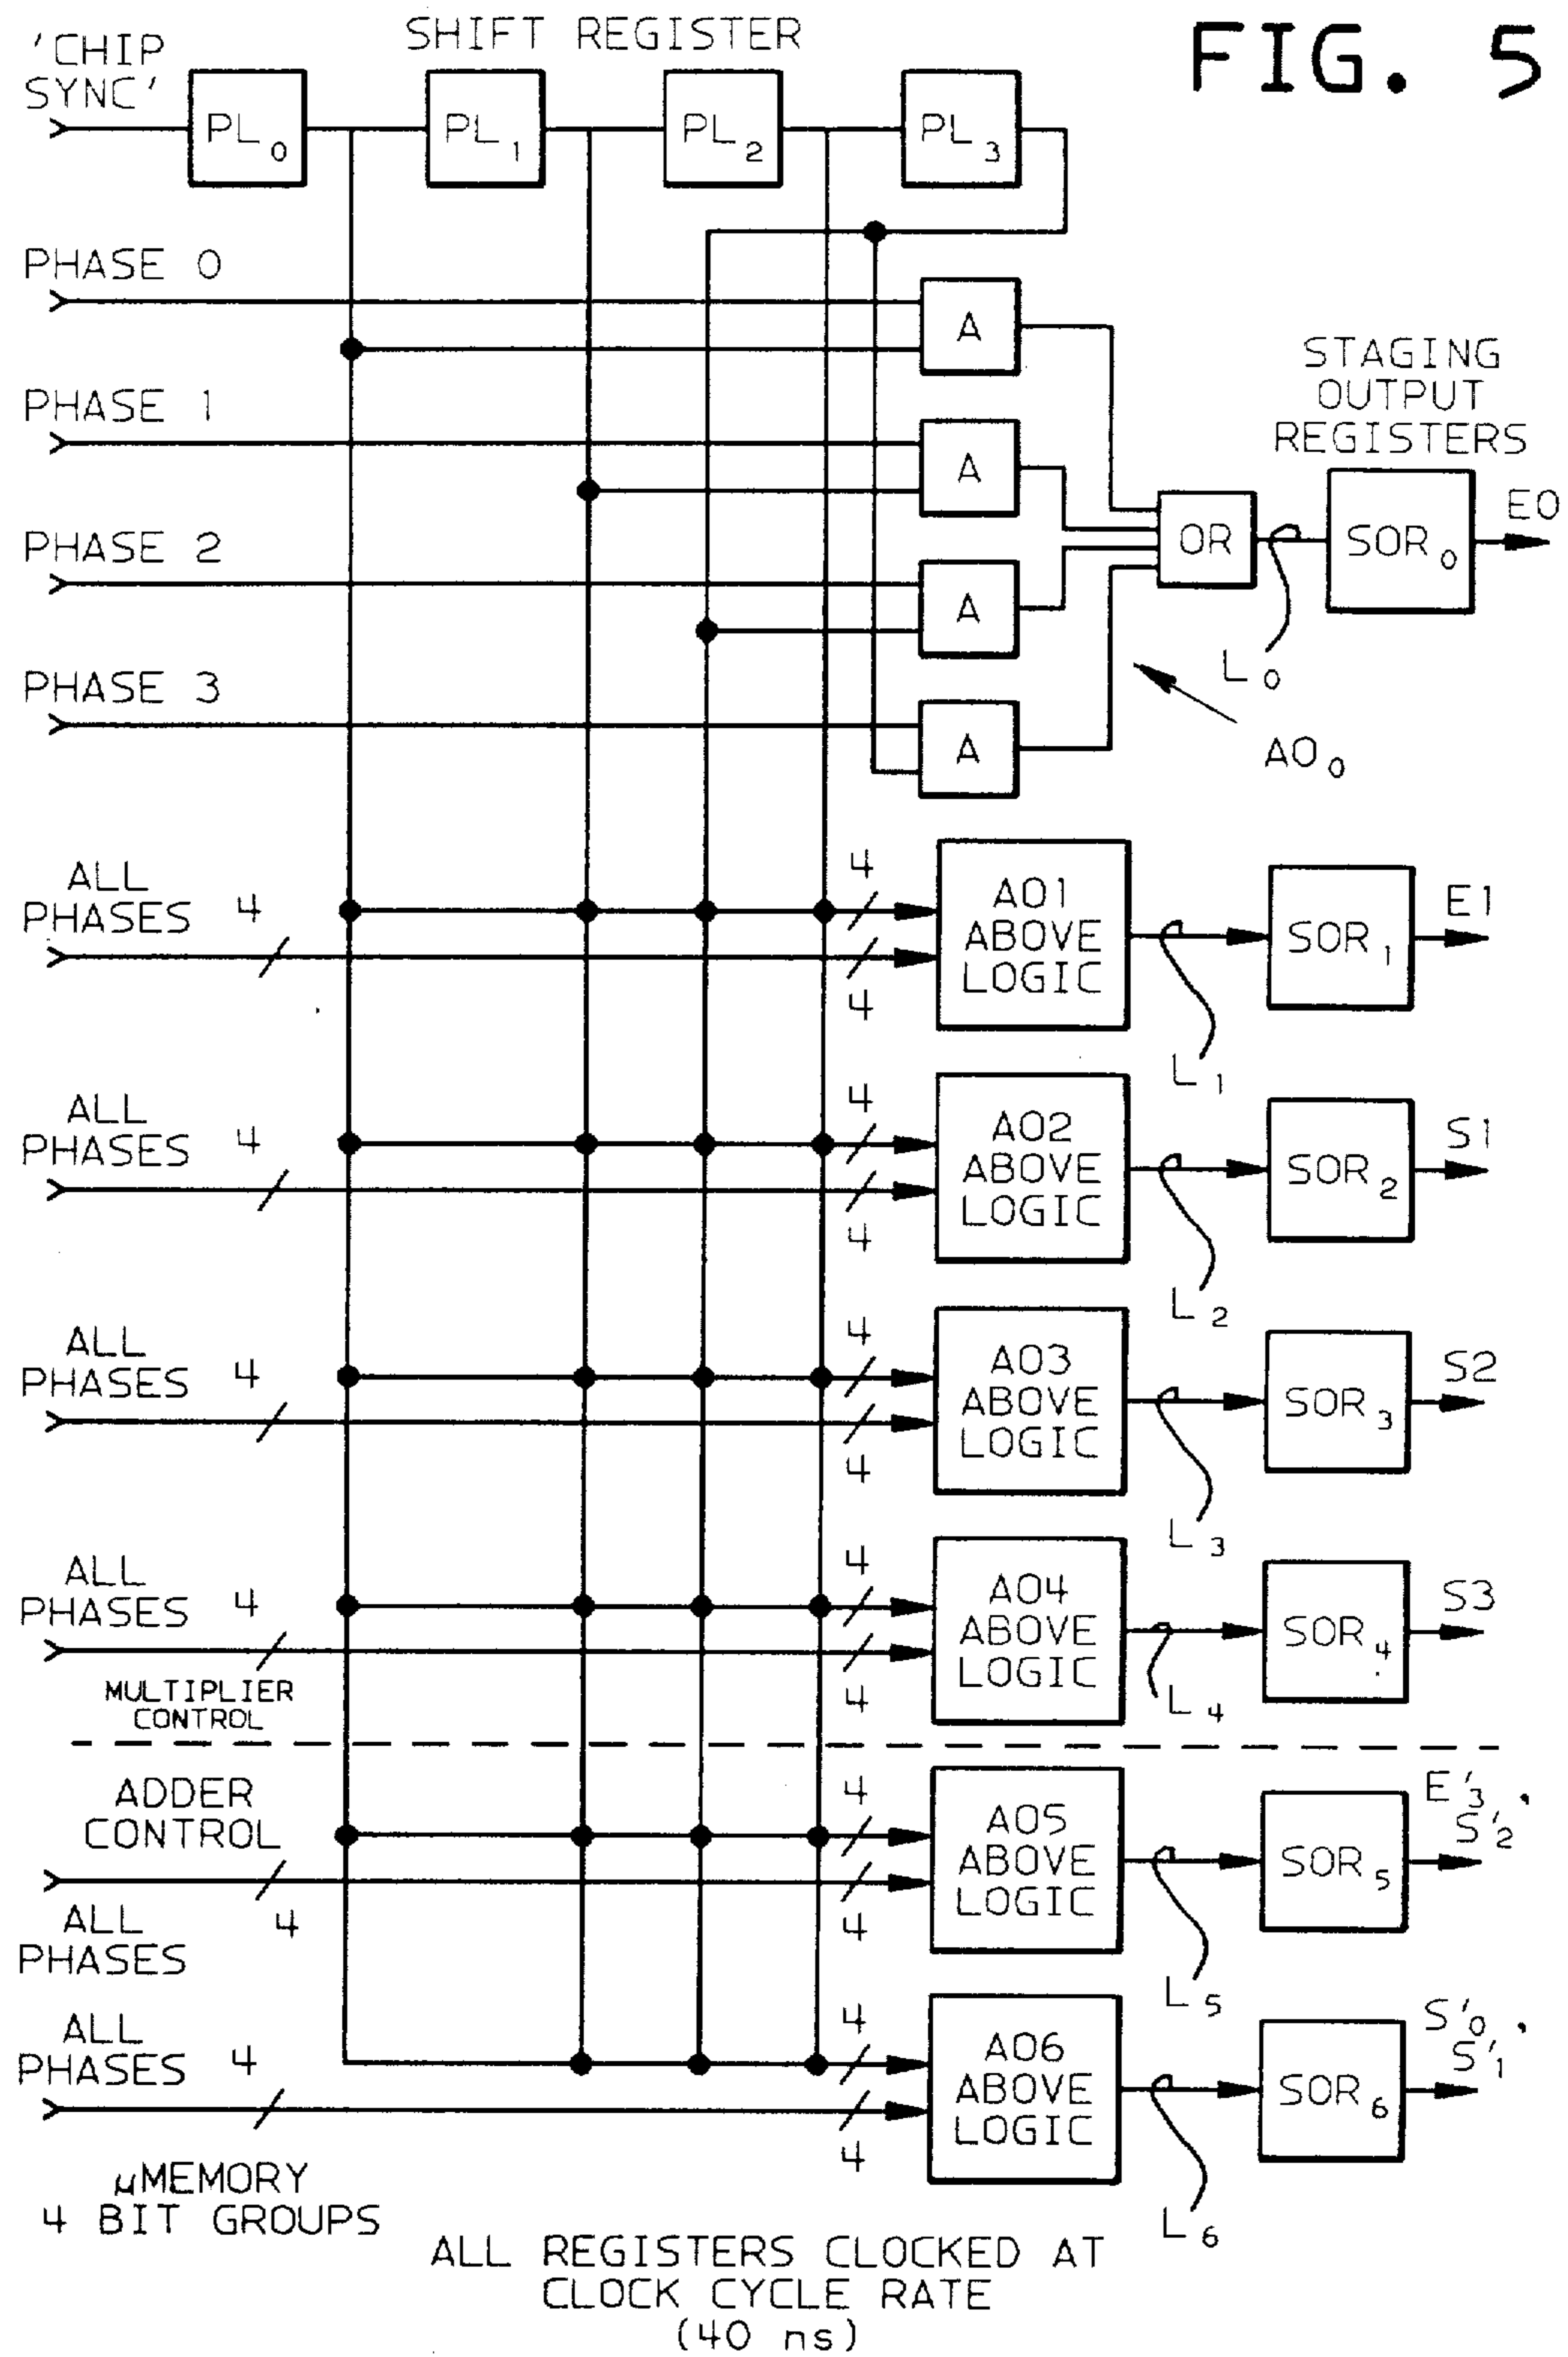 'CHIP SYNC'
SHIFT REGISTER
FIG. 5
PL0
PL1
PL2
PL3
PHASE 0
A
PHASE 1
A
PHASE 2
A
PHASE 3
A
OR
STAGING
OUTPUT
REGISTERS
SOR0
E0
L0
AO0
ALL
PHASES 4
4
4
AO1
ABOVE
LOGIC
L1
SOR1
E1
ALL
PHASES 4
4
4
AO2
ABOVE
LOGIC
L2
SOR2
S1
ALL
PHASES 4
4
4
AO3
ABOVE
LOGIC
L3
SOR3
S2
ALL
PHASES 4
4
4
AO4
ABOVE
LOGIC
L4
SOR4
S3
MULTIPLIER
CONTROL
ADDER
CONTROL
4
ALL
PHASES
4
4
AO5
ABOVE
LOGIC
L5
SOR5
E'3,
S'2
ALL
PHASES 4
4
4
AO6
ABOVE
LOGIC
L6
SOR6
S'0,
S'1
μMEMORY
4 BIT GROUPS
ALL REGISTERS CLOCKED AT
CLOCK CYCLE RATE
(40 ns)